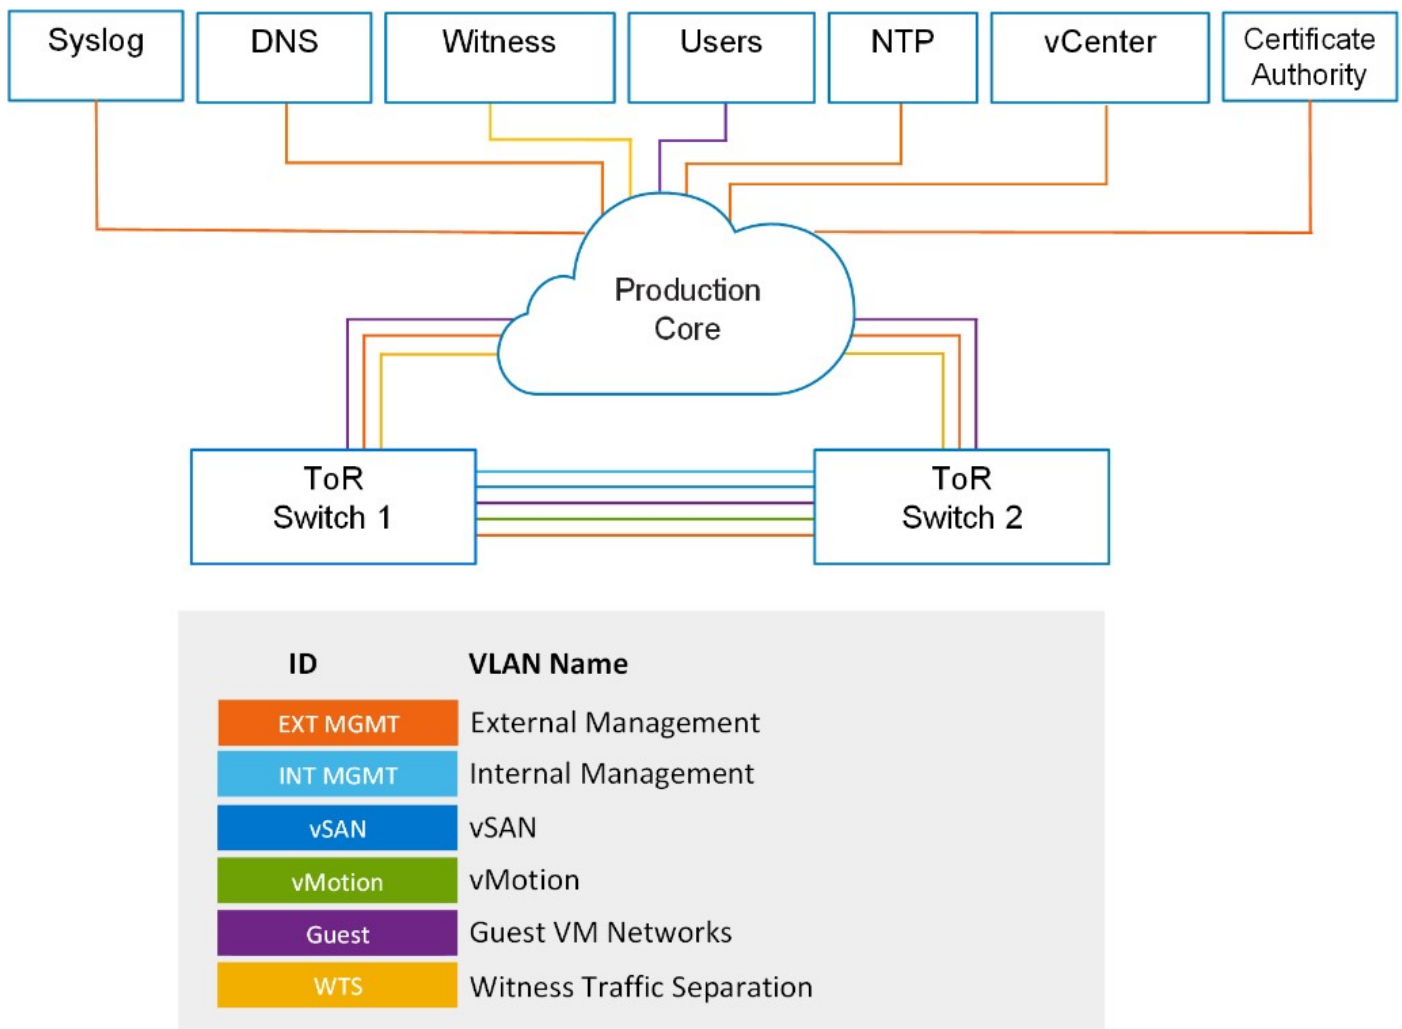 Syslog
DNS
Witness
Users
NTP
vCenter
Certificate
Authority
Production
Core
ToR
Switch 1
ToR
Switch 2
ID VLAN Name
EXT MGMT External Management
INT MGMT Internal Management
vSAN vSAN
vMotion vMotion
Guest Guest VM Networks
WTS Witness Traffic Separation